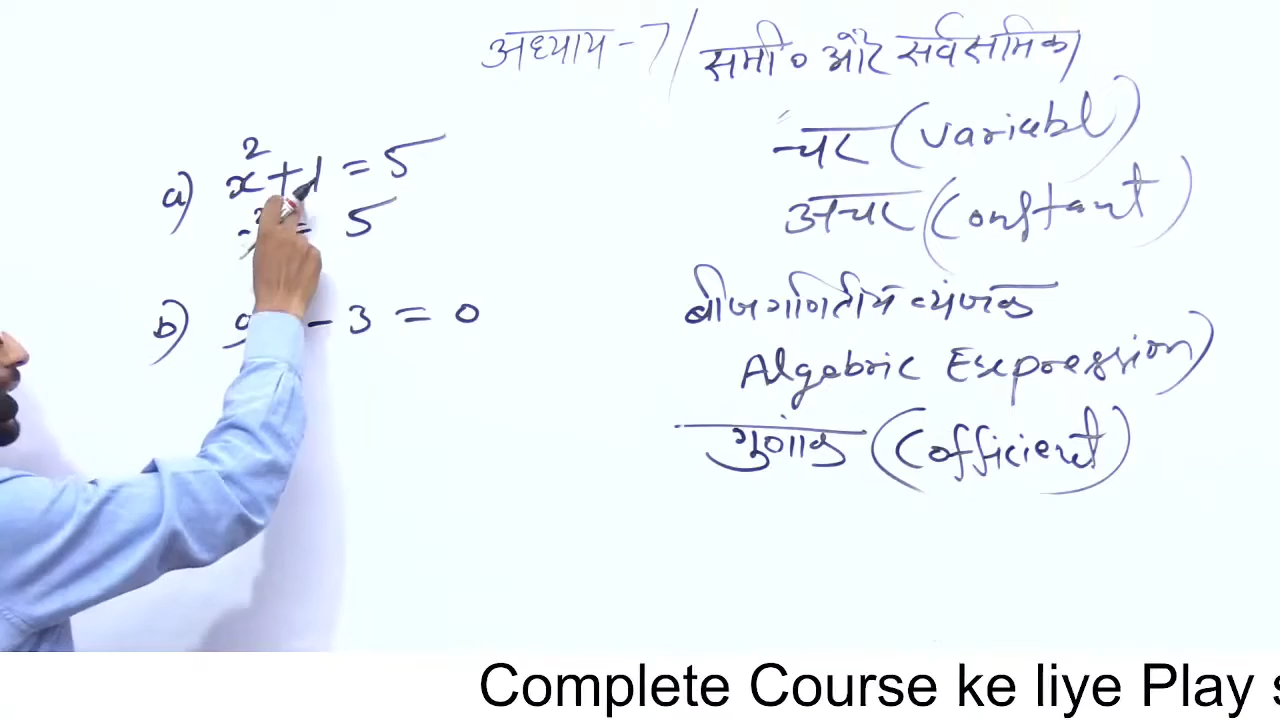 अध्याय - 7 / समी० और सर्वसमिका
चर (Variabl)
अचर (Constant)
बीजगणितीय व्यंजक
Algebric Expression)
गुणांक (Cofficient)
a) x² + 1 = 5
= 5
b) - 3 = 0
Complete Course ke liye Play s